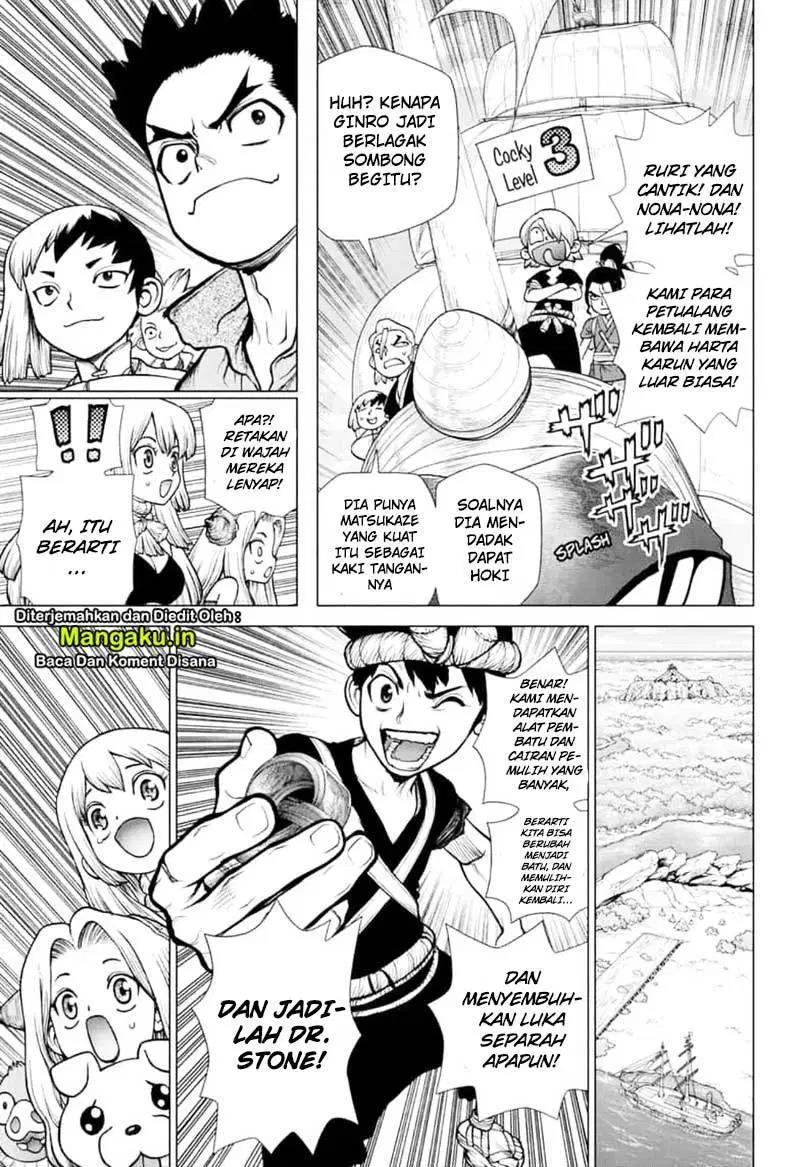 RURI YANG
CANTIK! DAN
NONA-NONA!
LIHATLAH!
KAMI PARA
PETUALANG
KEMBALI MEM-
BAWA HARTA
KARUN YANG
LUAR BIASA!
Cocky
Level 3
HUH? KENAPA
GINRO JADI
BERLAGAK
SOMBONG
BEGITU?
ザザザザ
SPLASH
SOALNYA
DIA MEN-
DADAK
DAPAT
HOKI
DIA PUNYA
MATSUKAZE
YANG KUAT
ITU SEBAGAI
KAKI TANGAN-
NYA
APA?!
RETAKAN
DI WAJAH
MEREKA
LENYAP!
!!
AH, ITU
BERARTI
...
Diterjemahkan dan Diedit Oleh :
Mangaku.in
Baca Dan Koment Disana
BENAR!
KAMI MEN-
DAPATKAN
ALAT PEM-
BATU DAN
CAIRAN PE-
MULIH YANG
BANYAK,
BERARTI
KITA BISA
BERUBAH
MENJADI
BATU, DAN
MEMULIH-
KAN DIRI
KEMBALI...
DAN
MENYEMBUH-
KAN LUKA
SEPARAH
APAPUN!
DAN JADI-
LAH DR.
STONE!